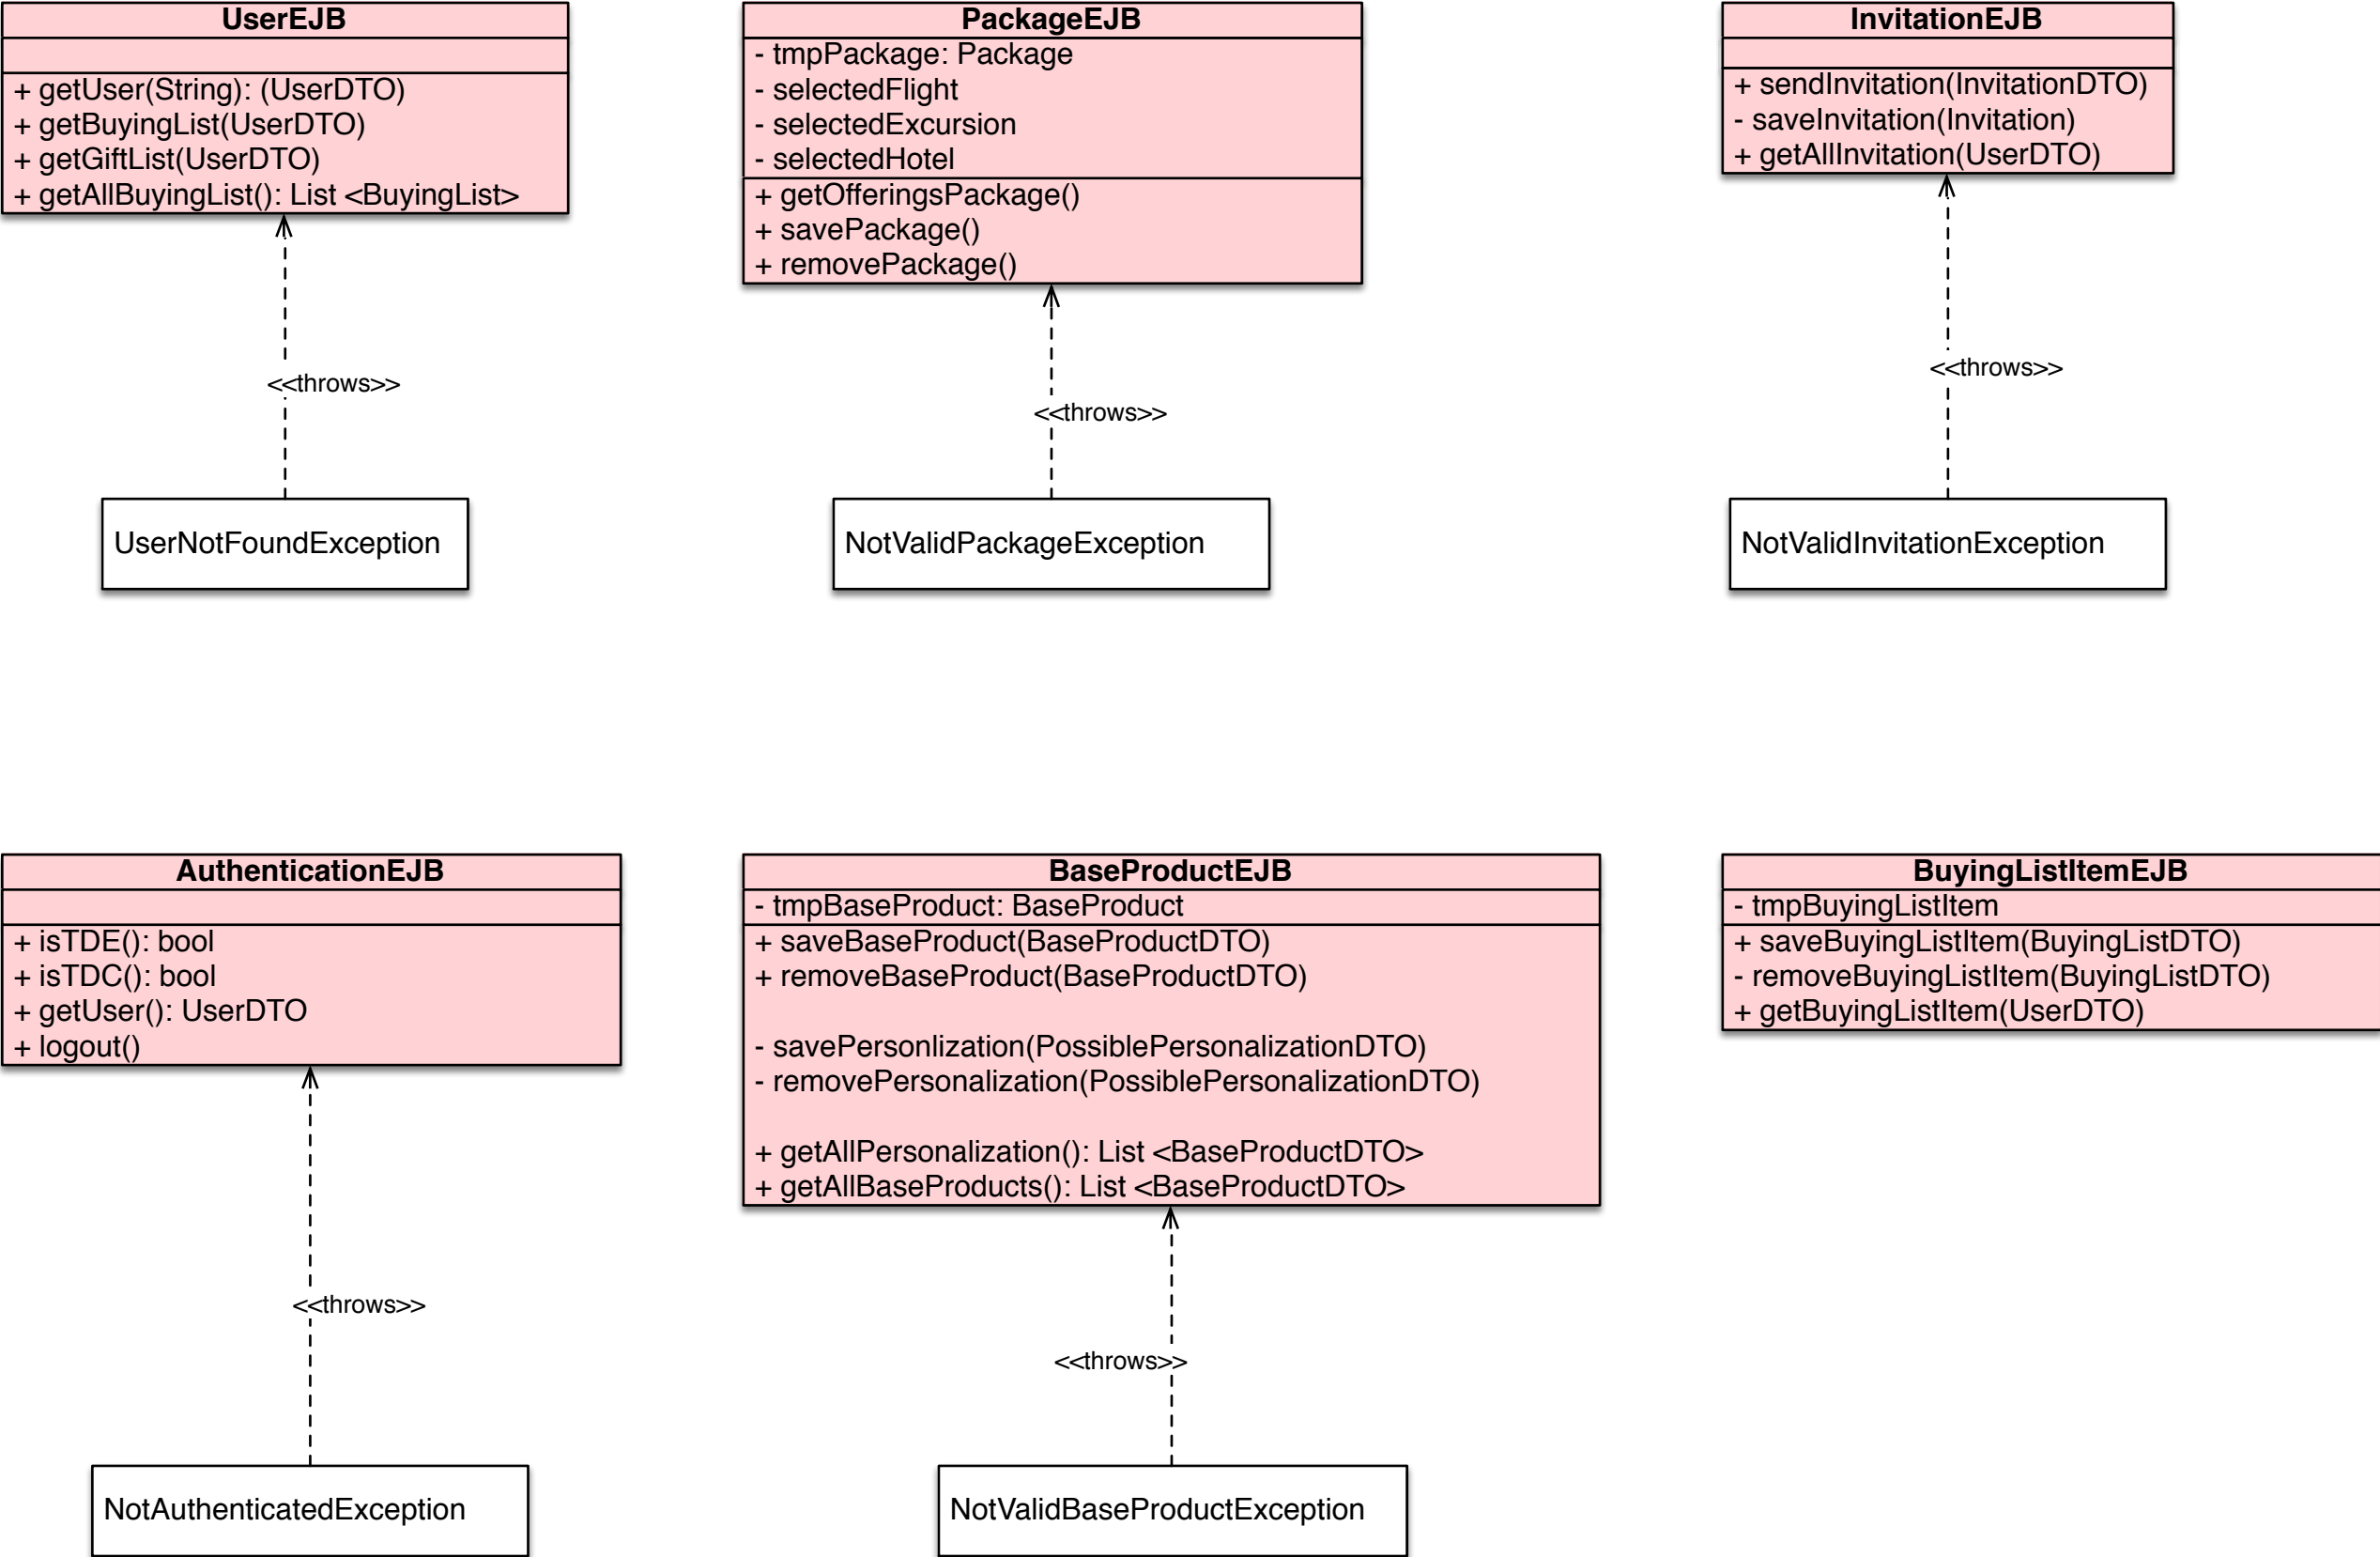 UserEJB
+ getUser(String): (UserDTO)
+ getBuyingList(UserDTO)
+ getGiftList(UserDTO)
+ getAllBuyingList(): List <BuyingList>
<<throws>>
UserNotFoundException
PackageEJB
- tmpPackage: Package
- selectedFlight
- selectedExcursion
- selectedHotel
+ getOfferingsPackage()
+ savePackage()
+ removePackage()
<<throws>>
NotValidPackageException
InvitationEJB
+ sendInvitation(InvitationDTO)
- saveInvitation(Invitation)
+ getAllInvitation(UserDTO)
<<throws>>
NotValidInvitationException
AuthenticationEJB
+ isTDE(): bool
+ isTDC(): bool
+ getUser(): UserDTO
+ logout()
<<throws>>
NotAuthenticatedException
BaseProductEJB
- tmpBaseProduct: BaseProduct
+ saveBaseProduct(BaseProductDTO)
+ removeBaseProduct(BaseProductDTO)
- savePersonlization(PossiblePersonalizationDTO)
- removePersonalization(PossiblePersonalizationDTO)
+ getAllPersonalization(): List <BaseProductDTO>
+ getAllBaseProducts(): List <BaseProductDTO>
<<throws>>
NotValidBaseProductException
BuyingListItemEJB
- tmpBuyingListItem
+ saveBuyingListItem(BuyingListDTO)
- removeBuyingListItem(BuyingListDTO)
+ getBuyingListItem(UserDTO)